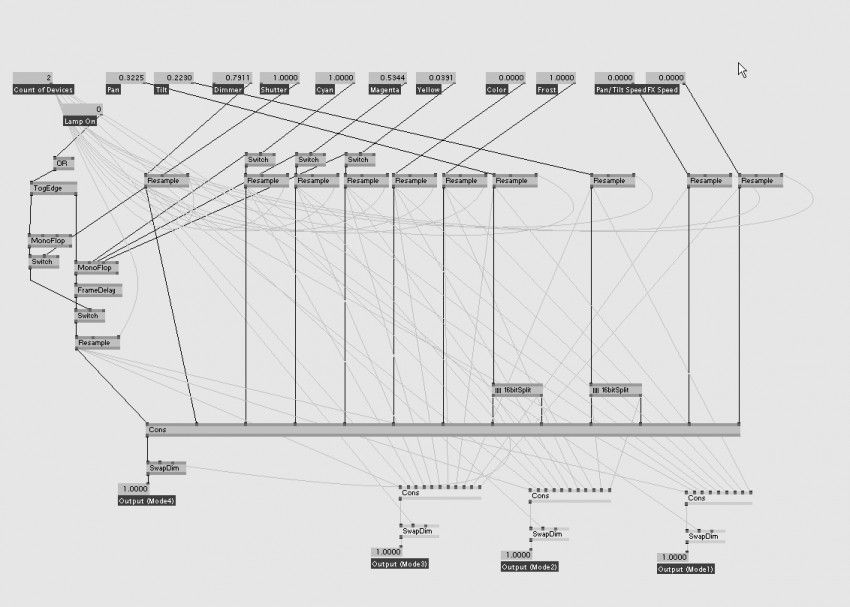 2 0.3225 0.2230 0.7911 1.0000 1.0000 0.5344 0.0391 0.0000 1.0000 0.0000 0.0000
Count of Devices Pan Tilt Dimmer Shutter Cyan Magenta Yellow Color Frost Pan/Tilt Speed FX Speed
0
Lamp On
OR Switch Switch Switch
TogEdge Resample Resample Resample Resample Resample Resample Resample Resample Resample Resample
MonoFlop
Switch
MonoFlop
FrameDelay
Switch
Resample
16bitSplit 16bitSplit
Cons
SwapDim
1.0000
Output (Mode4)
Cons Cons Cons
SwapDim SwapDim SwapDim
1.0000 1.0000 1.0000
Output (Mode3) Output (Mode2) Output (Mode1)